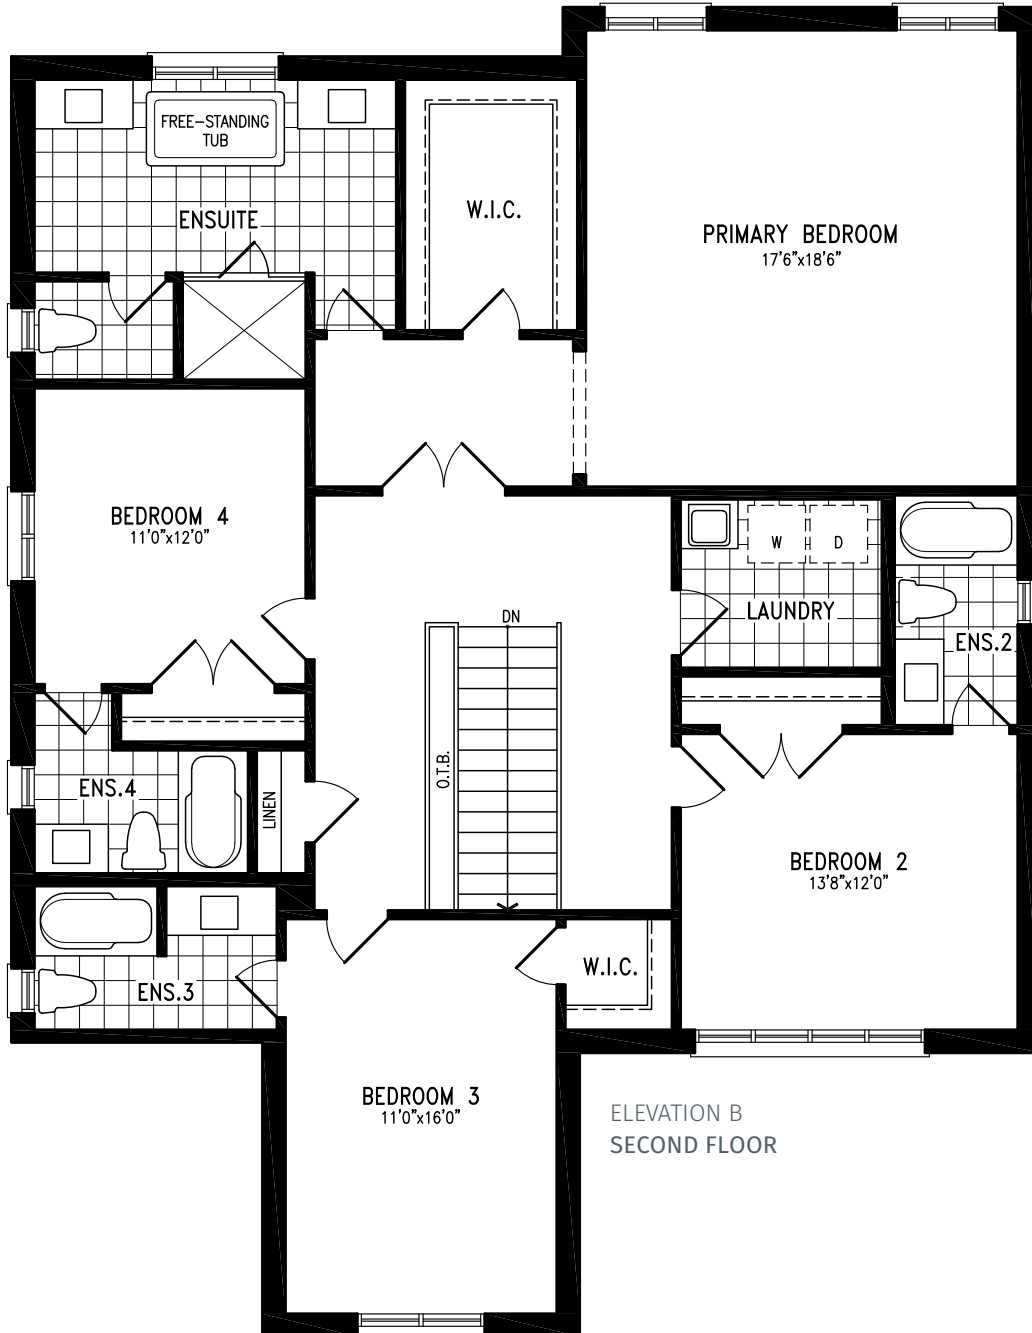 FREE-STANDING
TUB
ENSUITE
W.I.C.
PRIMARY BEDROOM
17'6"x18'6"
BEDROOM 4
11'0"x12'0"
W
D
LAUNDRY
DN
ENS.2
O.T.B.
ENS.4
LINEN
BEDROOM 2
13'8"x12'0"
W.I.C.
ENS.3
BEDROOM 3
11'0"x16'0"
ELEVATION B
SECOND FLOOR